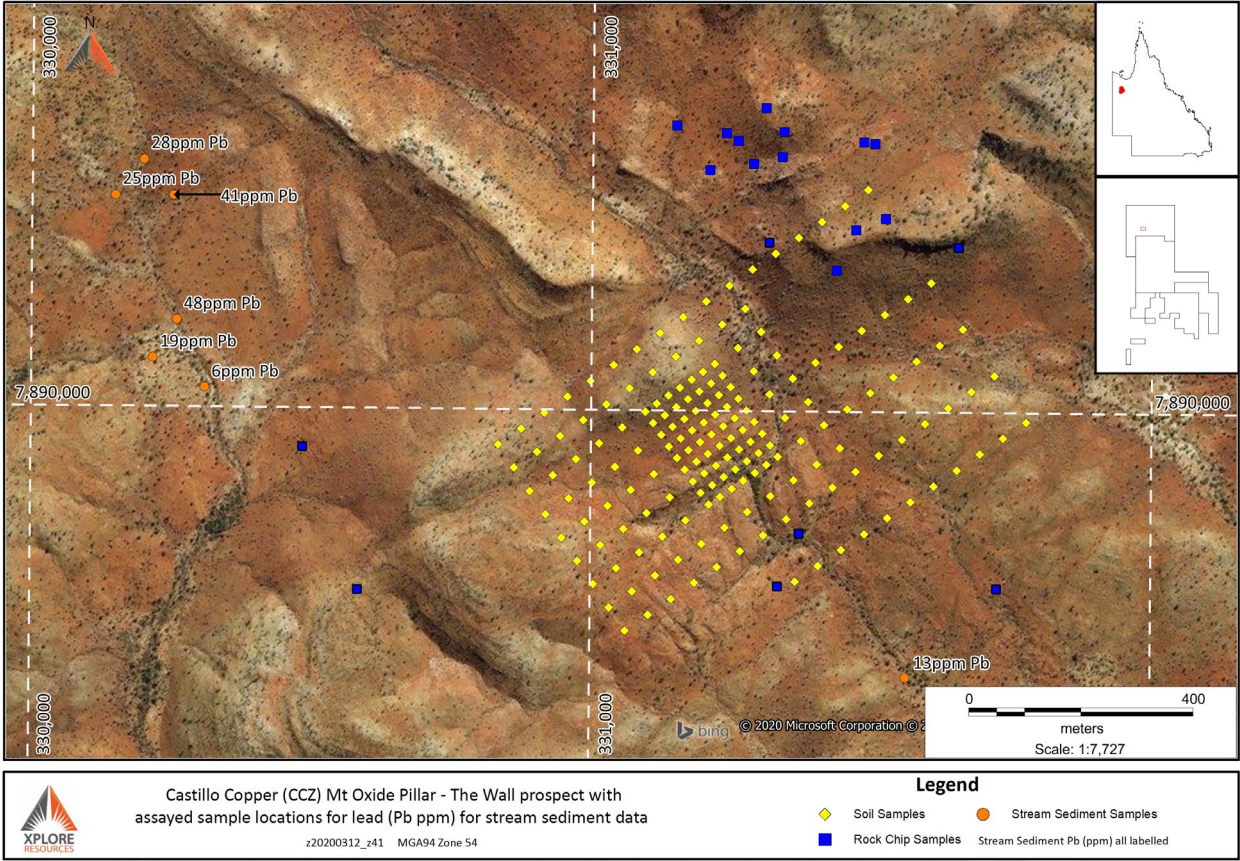 N
330,000
331,000
28ppm Pb
25ppm Pb
41ppm Pb
48ppm Pb
19ppm Pb
6ppm Pb
7,890,000
7,890,000
13ppm Pb
330,000
331,000
bing
© 2020 Microsoft Corporation ©
0 400
meters
Scale: 1:7,727
XPLORE
RESOURCES
Castillo Copper (CCZ) Mt Oxide Pillar - The Wall prospect with
assayed sample locations for lead (Pb ppm) for stream sediment data
z20200312_z41 MGA94 Zone 54
Legend
Soil Samples
Stream Sediment Samples
Rock Chip Samples
Stream Sediment Pb (ppm) all labelled